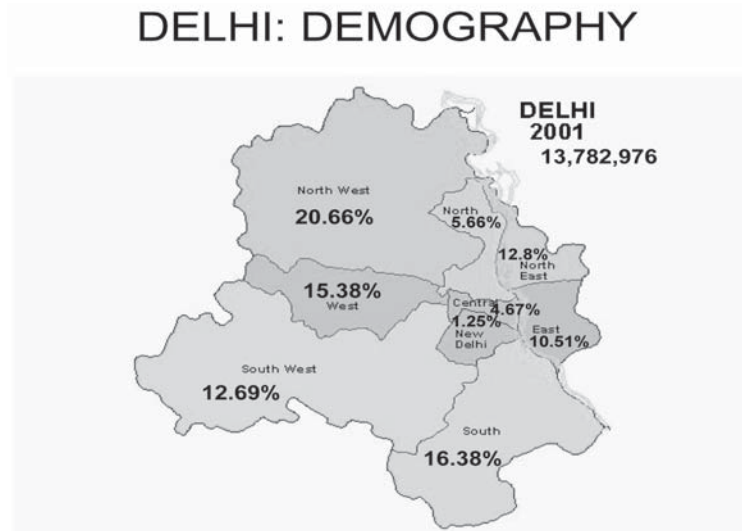 DELHI: DEMOGRAPHY
DELHI
2001
13,782,976
North West
20.66%
North
5.66%
12.8%
North
East
15.38%
West
Central
4.67%
1.25%
New
Delhi
East
10.51%
South West
12.69%
South
16.38%